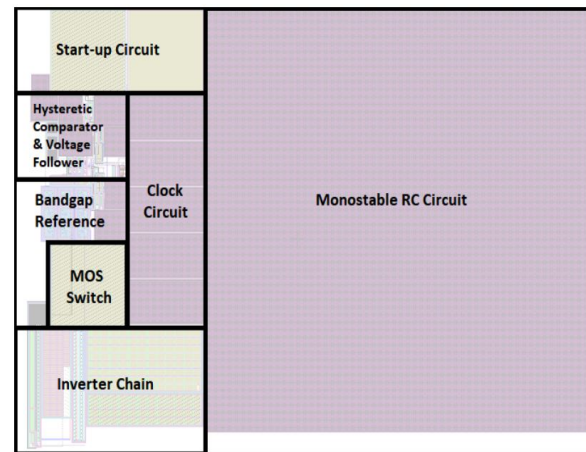 Start-up Circuit
Hysteretic
Comparator
& Voltage
Follower
Bandgap
Reference
Clock
Circuit
MOS
Switch
Inverter Chain
Monostable RC Circuit